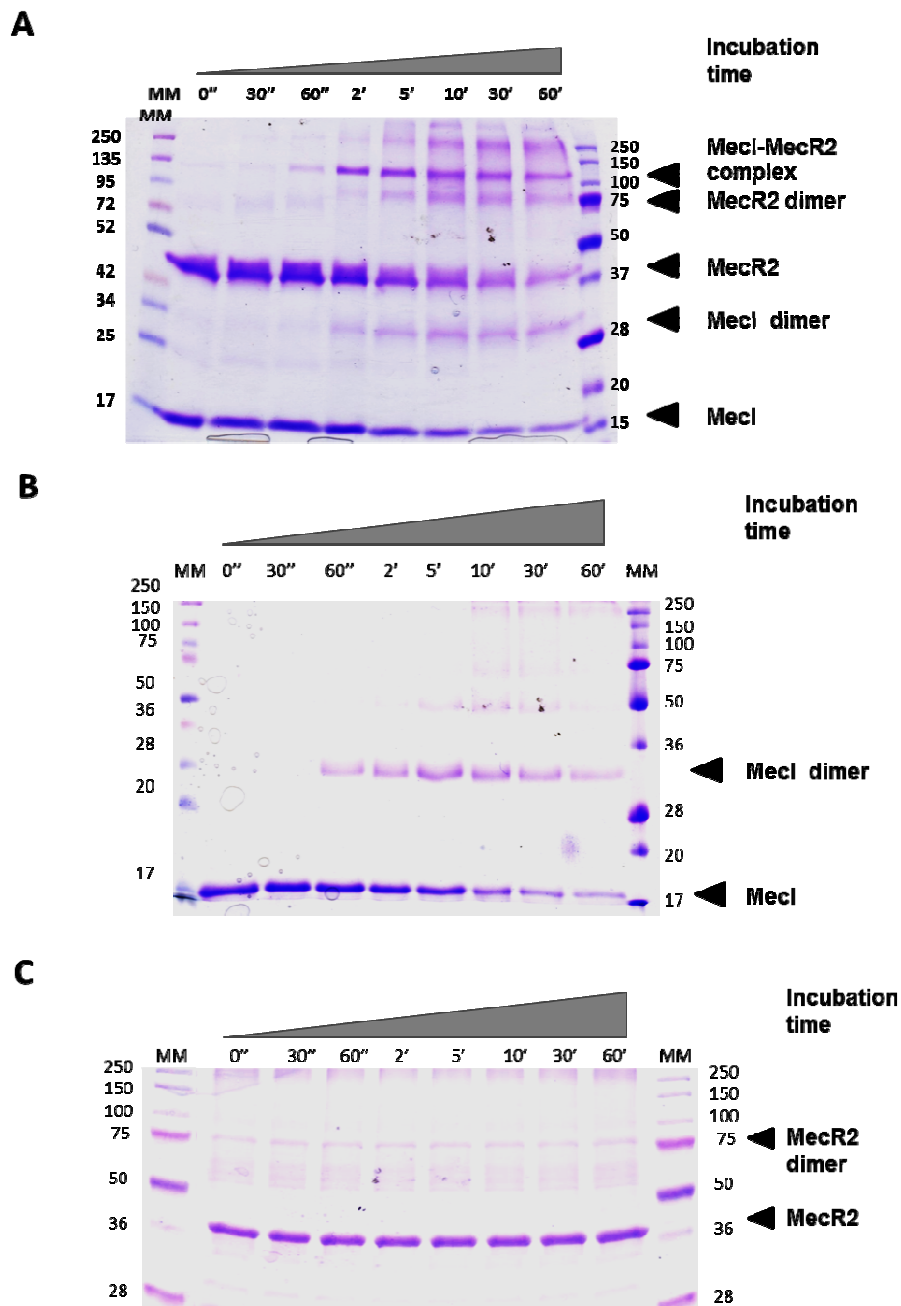 A
Incubation
time
MM 0" 30" 60" 2' 5' 10' 30' 60'
MM
250
135
95
72
52
42
34
25
17
250
150
100
75
50
37
28
20
15
MecI-MecR2
complex
MecR2 dimer
MecR2
MecI dimer
MecI
B
Incubation
time
MM 0" 30" 60" 2' 5' 10' 30' 60' MM
250
150
100
75
50
36
28
20
17
250
150
100
75
50
36
28
20
17
MecI dimer
MecI
C
Incubation
time
MM 0" 30" 60" 2' 5' 10' 30' 60' MM
250
150
100
75
50
36
28
250
150
100
75
50
36
28
MecR2
dimer
MecR2